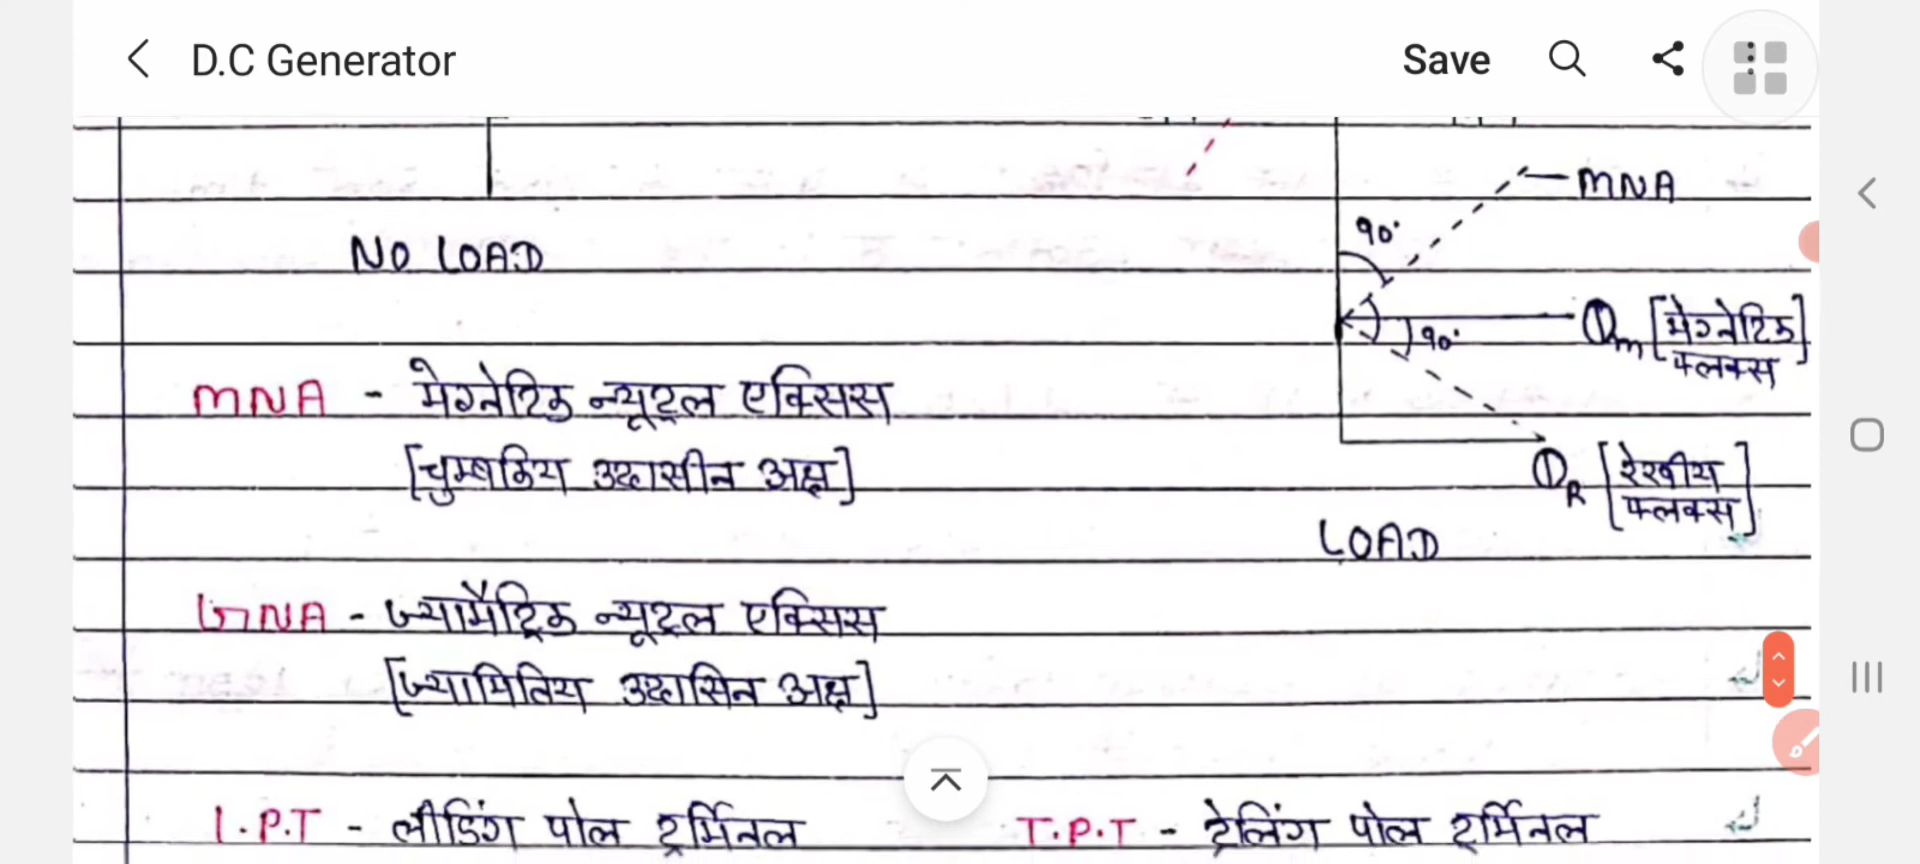 D.C Generator
Save
MNA
90°
NO LOAD
Φm [मेग्नेटिक फ्लक्स]
90°
MNA - मेग्नेटिक न्यूट्रल एक्सिस
[चुम्बकिय उदासीन अक्ष]
ΦR [रेखीय फ्लक्स]
LOAD
GNA - ज्यामैट्रिक न्यूट्रल एक्सिस
[ज्यामितिय उदासिन अक्ष]
L.P.T - लीडिंग पोल टर्मिनल
T.P.T - ट्रेलिंग पोल टर्मिनल